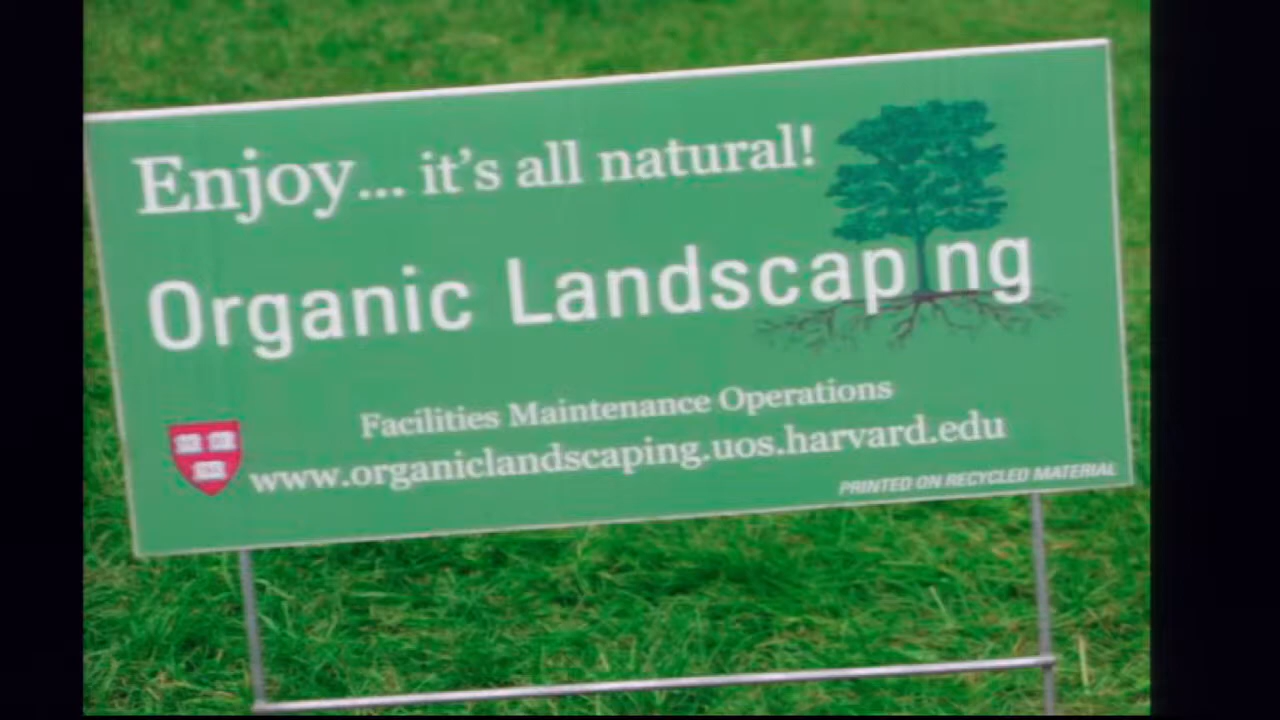 Enjoy... it's all natural!
Organic Landscaping
Facilities Maintenance Operations
www.organiclandscaping.uos.harvard.edu
PRINTED ON RECYCLED MATERIAL